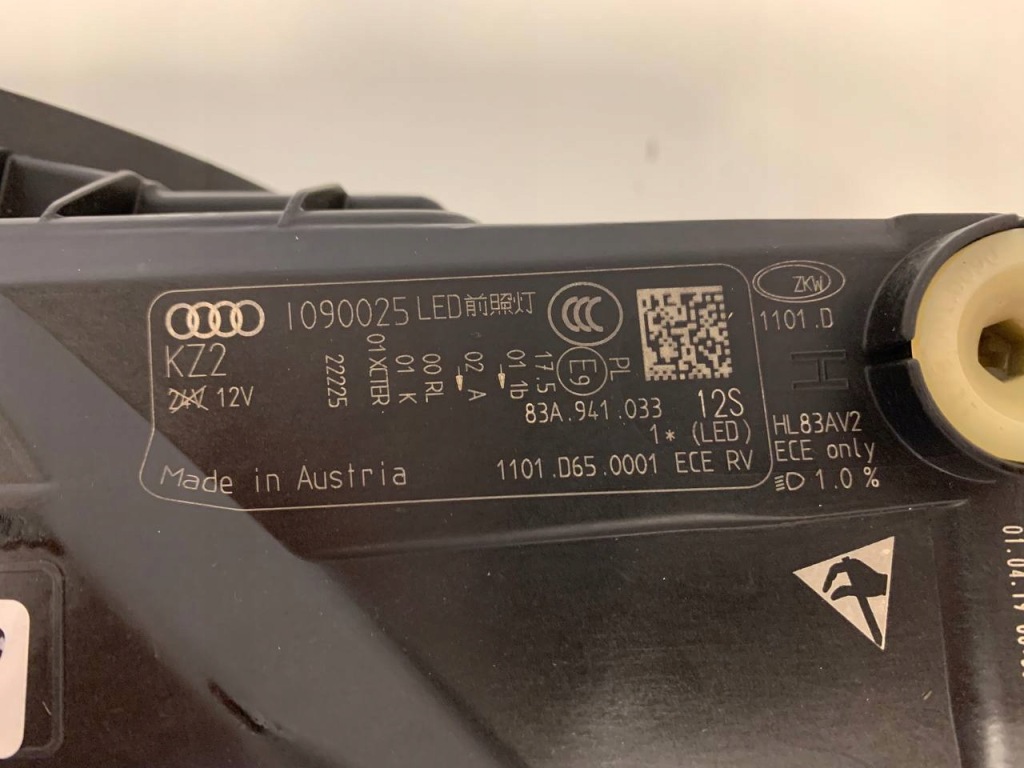 1090025 LED前照灯
KZ2
24V 12V
22225
01 XC1BR
01 K
00 RL
02 A
01 1b
17.5
PL
E9
83A.941.033 12S
1* (LED)
1101.D65.0001 ECE RV
Made in Austria
ZKW
1101.D
H
HL83AV2
ECE only
1.0%